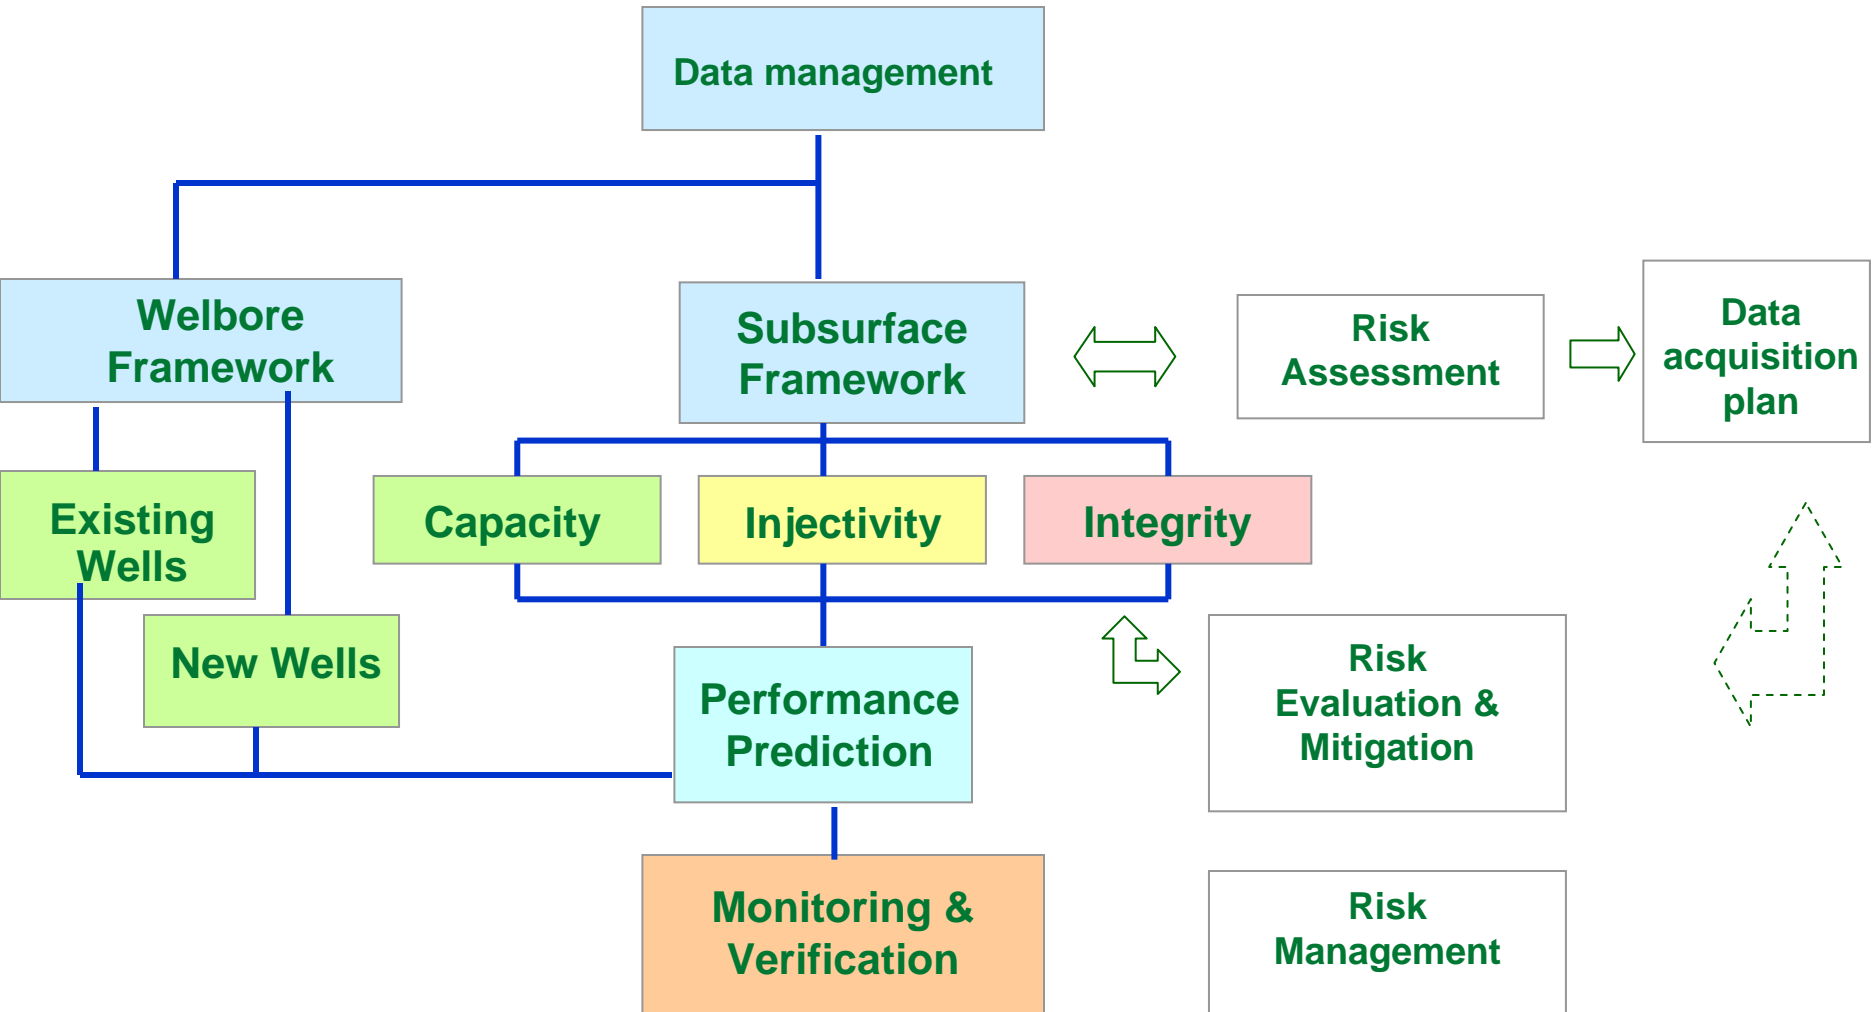 Data management
Welbore
Framework
Subsurface
Framework
Risk
Assessment
Data
acquisition
plan
Existing
Wells
Capacity
Injectivity
Integrity
New Wells
Performance
Prediction
Risk
Evaluation &
Mitigation
Monitoring &
Verification
Risk
Management